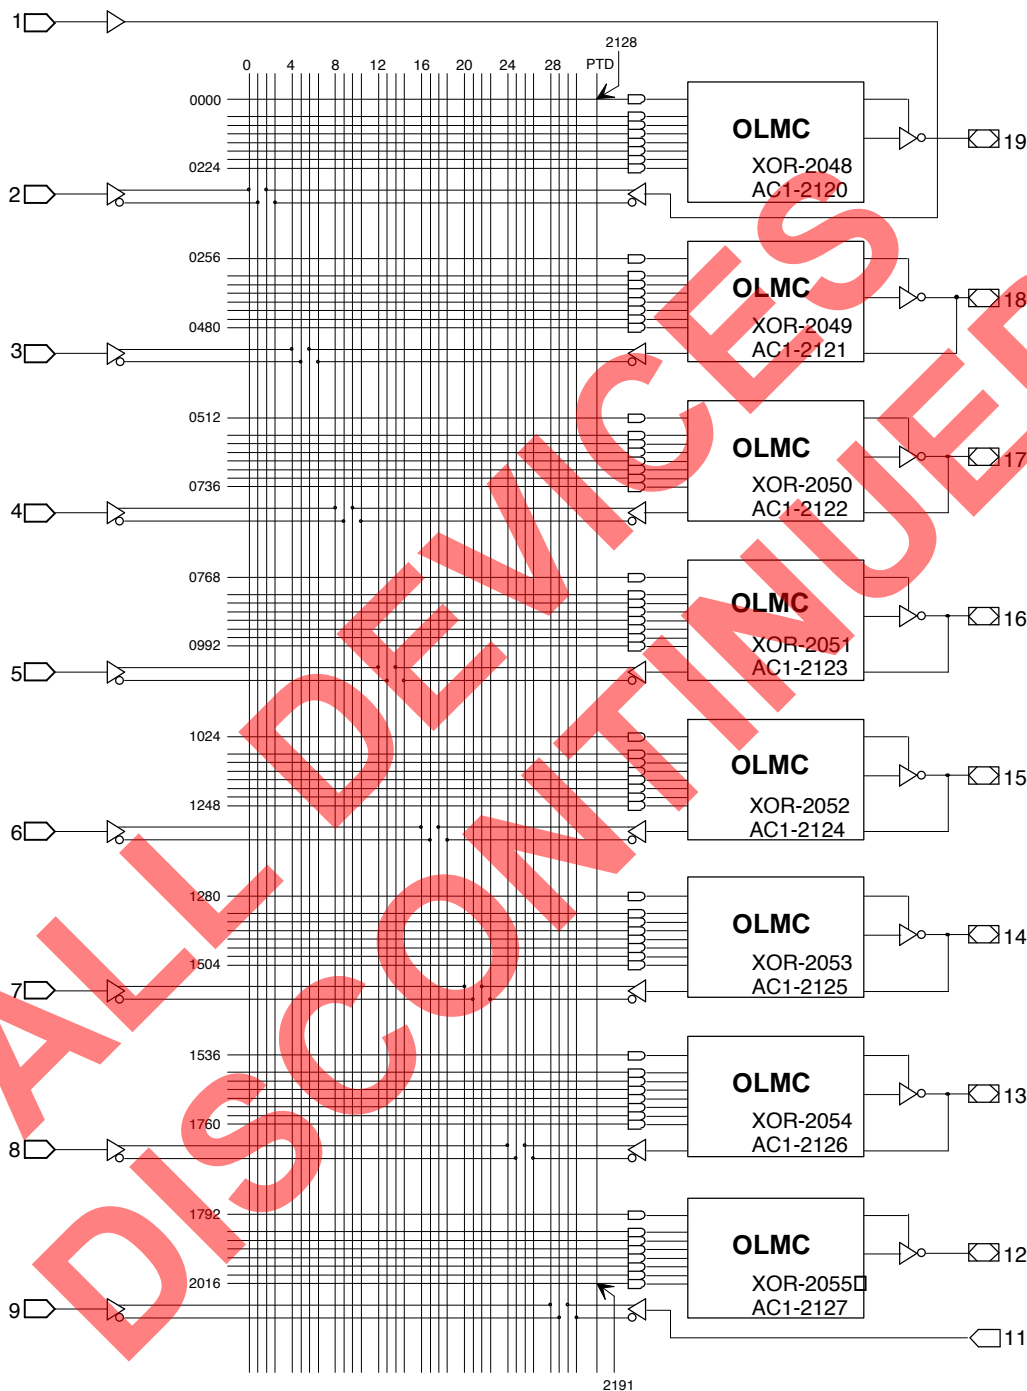 1
2128
0 4 8 12 16 20 24 28 PTD
0000
OLMC
XOR-2048
AC1-2120
19
0224
2
0256
OLMC
XOR-2049
AC1-2121
18
0480
3
0512
OLMC
XOR-2050
AC1-2122
17
0736
4
0768
OLMC
XOR-2051
AC1-2123
16
0992
5
1024
OLMC
XOR-2052
AC1-2124
15
1248
6
1280
OLMC
XOR-2053
AC1-2125
14
1504
7
1536
OLMC
XOR-2054
AC1-2126
13
1760
8
1792
OLMC
XOR-2055
AC1-2127
12
2016
9
11
2191
ALL DEVICES
DISCONTINUED